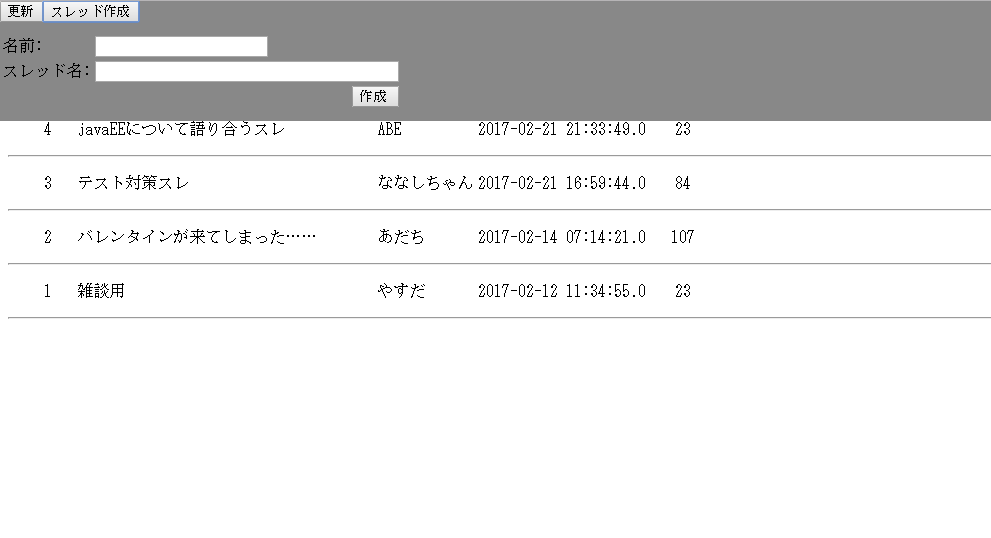 更新 スレッド作成
名前:
スレッド名:
作成
4 javaEEについて語り合うスレ ABE 2017-02-21 21:33:49.0 23
3 テスト対策スレ ななしちゃん 2017-02-21 16:59:44.0 84
2 バレンタインが来てしまった…… あだち 2017-02-14 07:14:21.0 107
1 雑談用 やすだ 2017-02-12 11:34:55.0 23